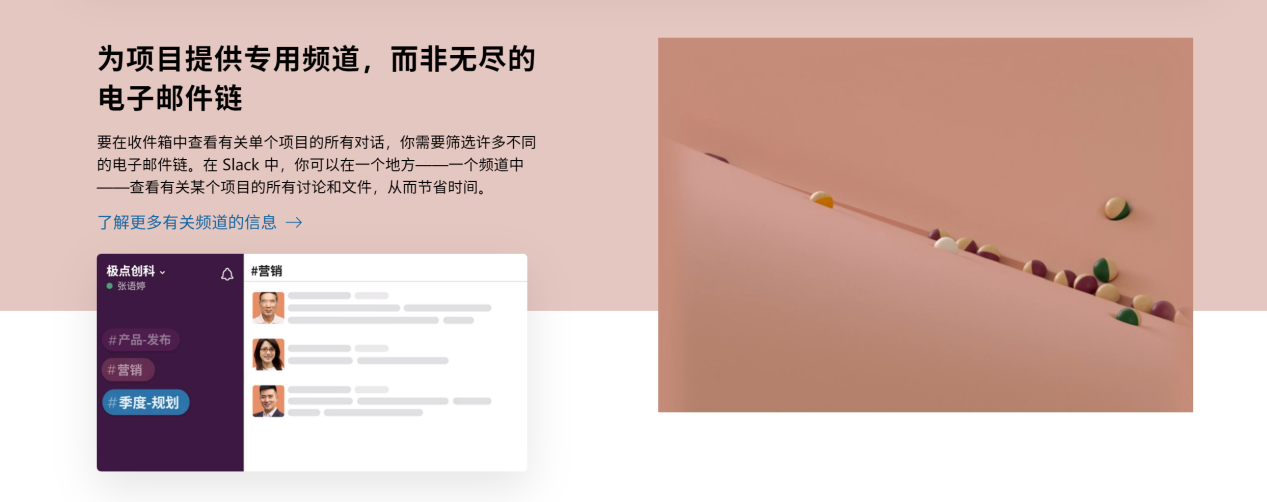 为项目提供专用频道，而非无尽的
电子邮件链
要在收件箱中查看有关单个项目的所有对话，你需要筛选许多不同
的电子邮件链。在 Slack 中，你可以在一个地方——一个频道中
——查看有关某个项目的所有讨论和文件，从而节省时间。
了解更多有关频道的信息 →
极点创科
张语婷
#产品-发布
#营销
#季度-规划
#营销